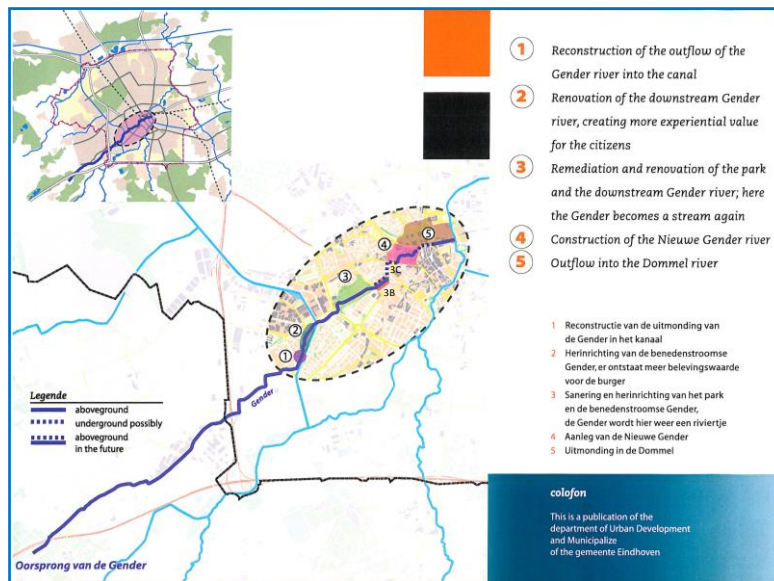 1 Reconstruction of the outflow of the
Gender river into the canal
2 Renovation of the downstream Gender
river, creating more experiential value
for the citizens
3 Remediation and renovation of the park
and the downstream Gender river; here
the Gender becomes a stream again
4 Construction of the Nieuwe Gender river
5 Outflow into the Dommel river
5
4
3C
3
3B
2
1
Gender
Legende
aboveground
underground possibly
aboveground
in the future
Oorsprong van de Gender
1 Reconstructie van de uitmonding van
de Gender in het kanaal
2 Herinrichting van de benedenstroomse
Gender, er ontstaat meer belevingswaarde
voor de burger
3 Sanering en herinrichting van het park
en de benedenstroomse Gender,
de Gender wordt hier weer een riviertje
4 Aanleg van de Nieuwe Gender
5 Uitmonding in de Dommel
colofon
This is a publication of the
department of Urban Development
and Municipalize
of the gemeente Eindhoven